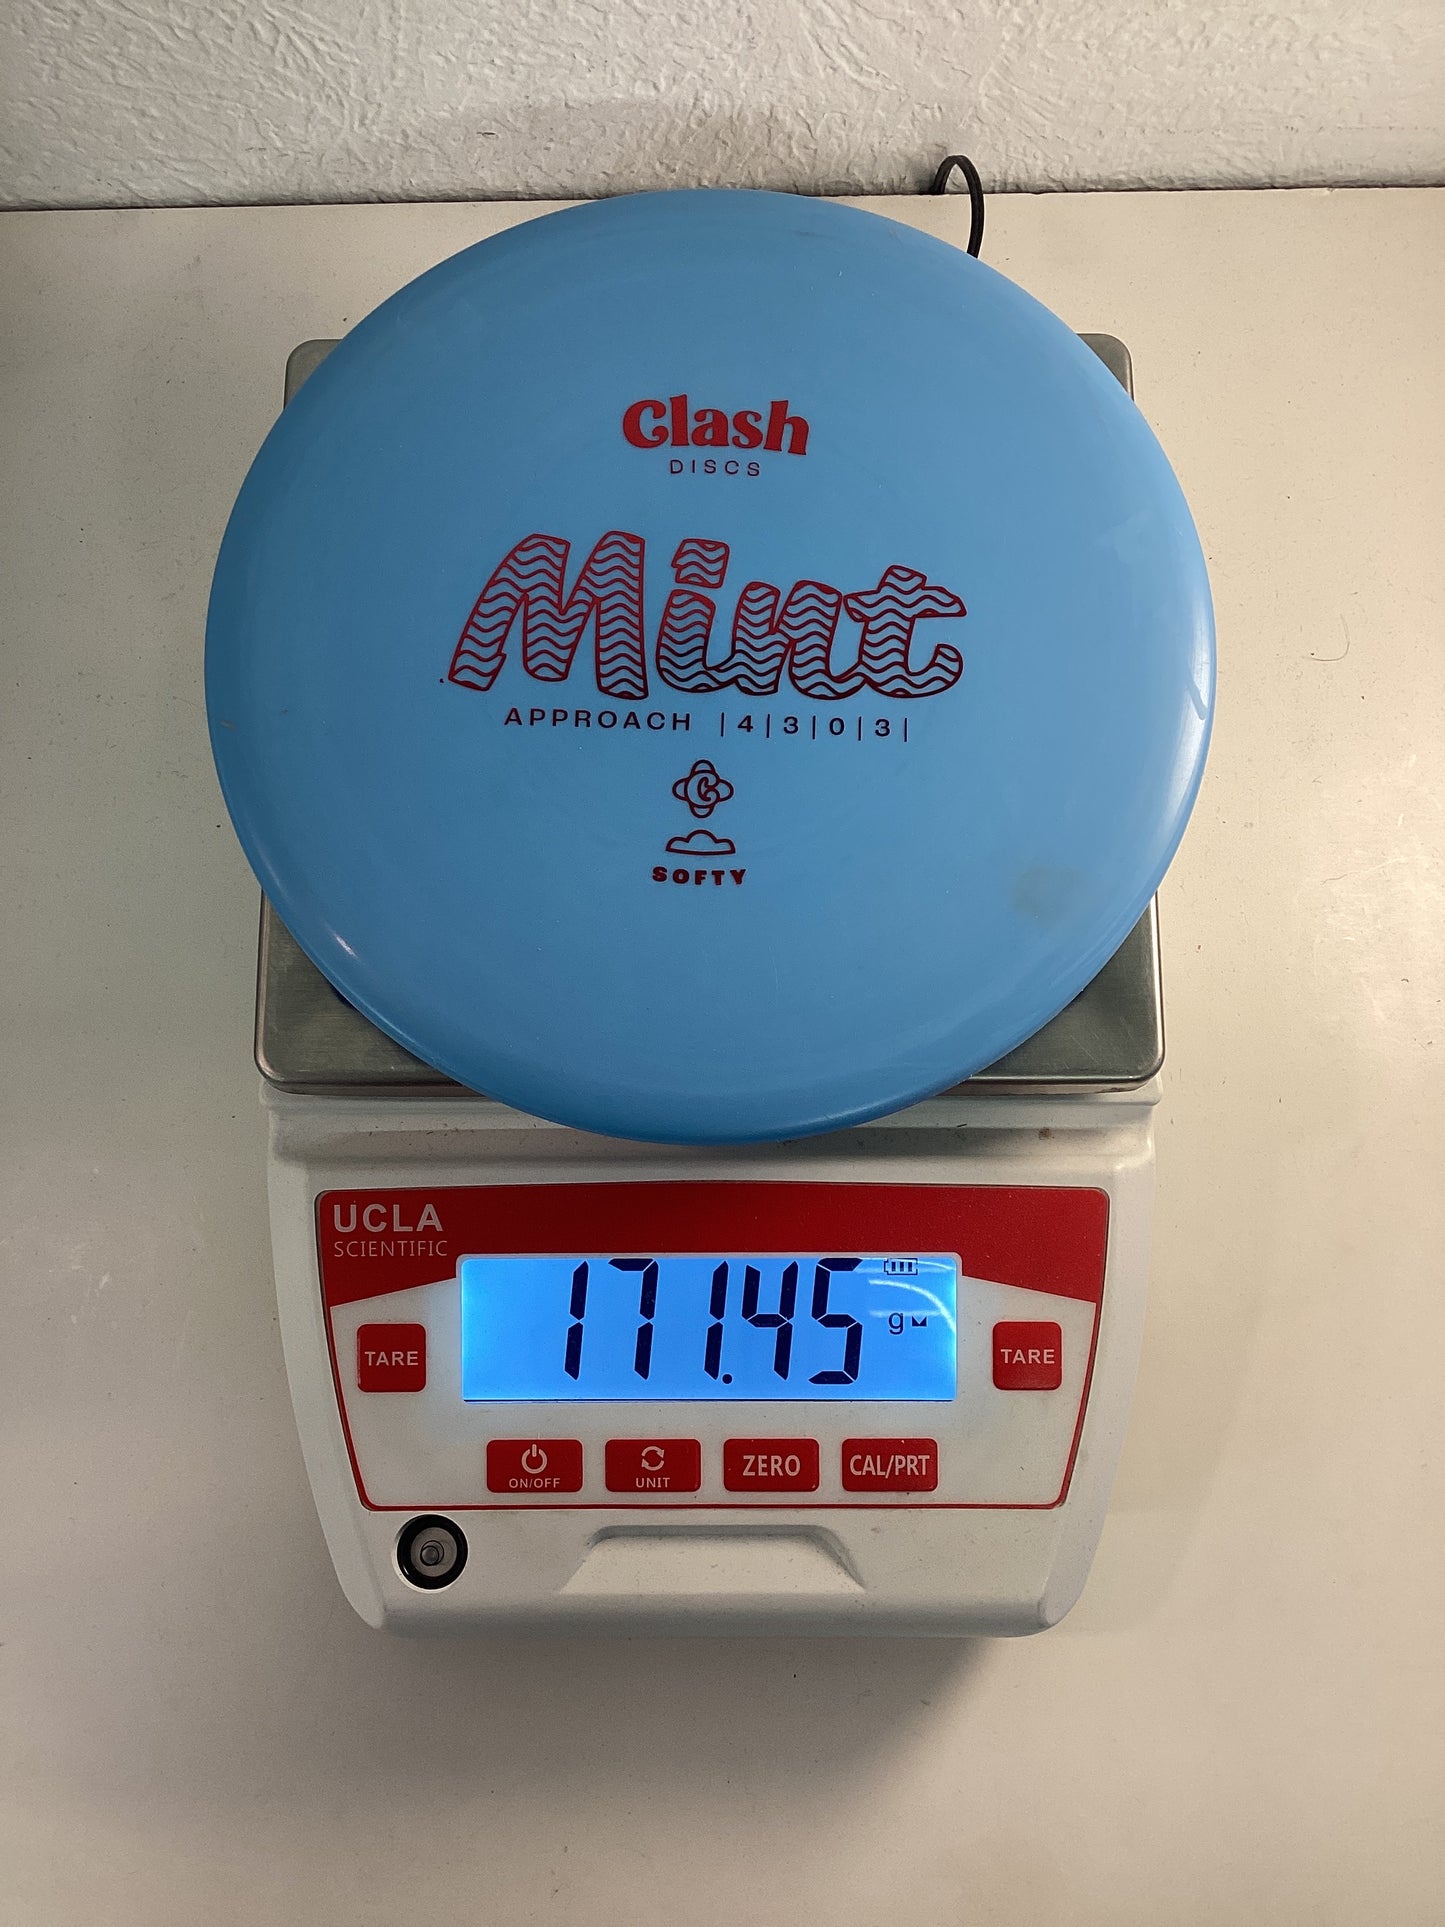 Clash
DISCS
Mint
APPROACH |4|3|0|3|
SOFTY
UCLA
SCIENTIFIC
171.45 g
TARE
TARE
ON/OFF
UNIT
ZERO
CAL/PRT